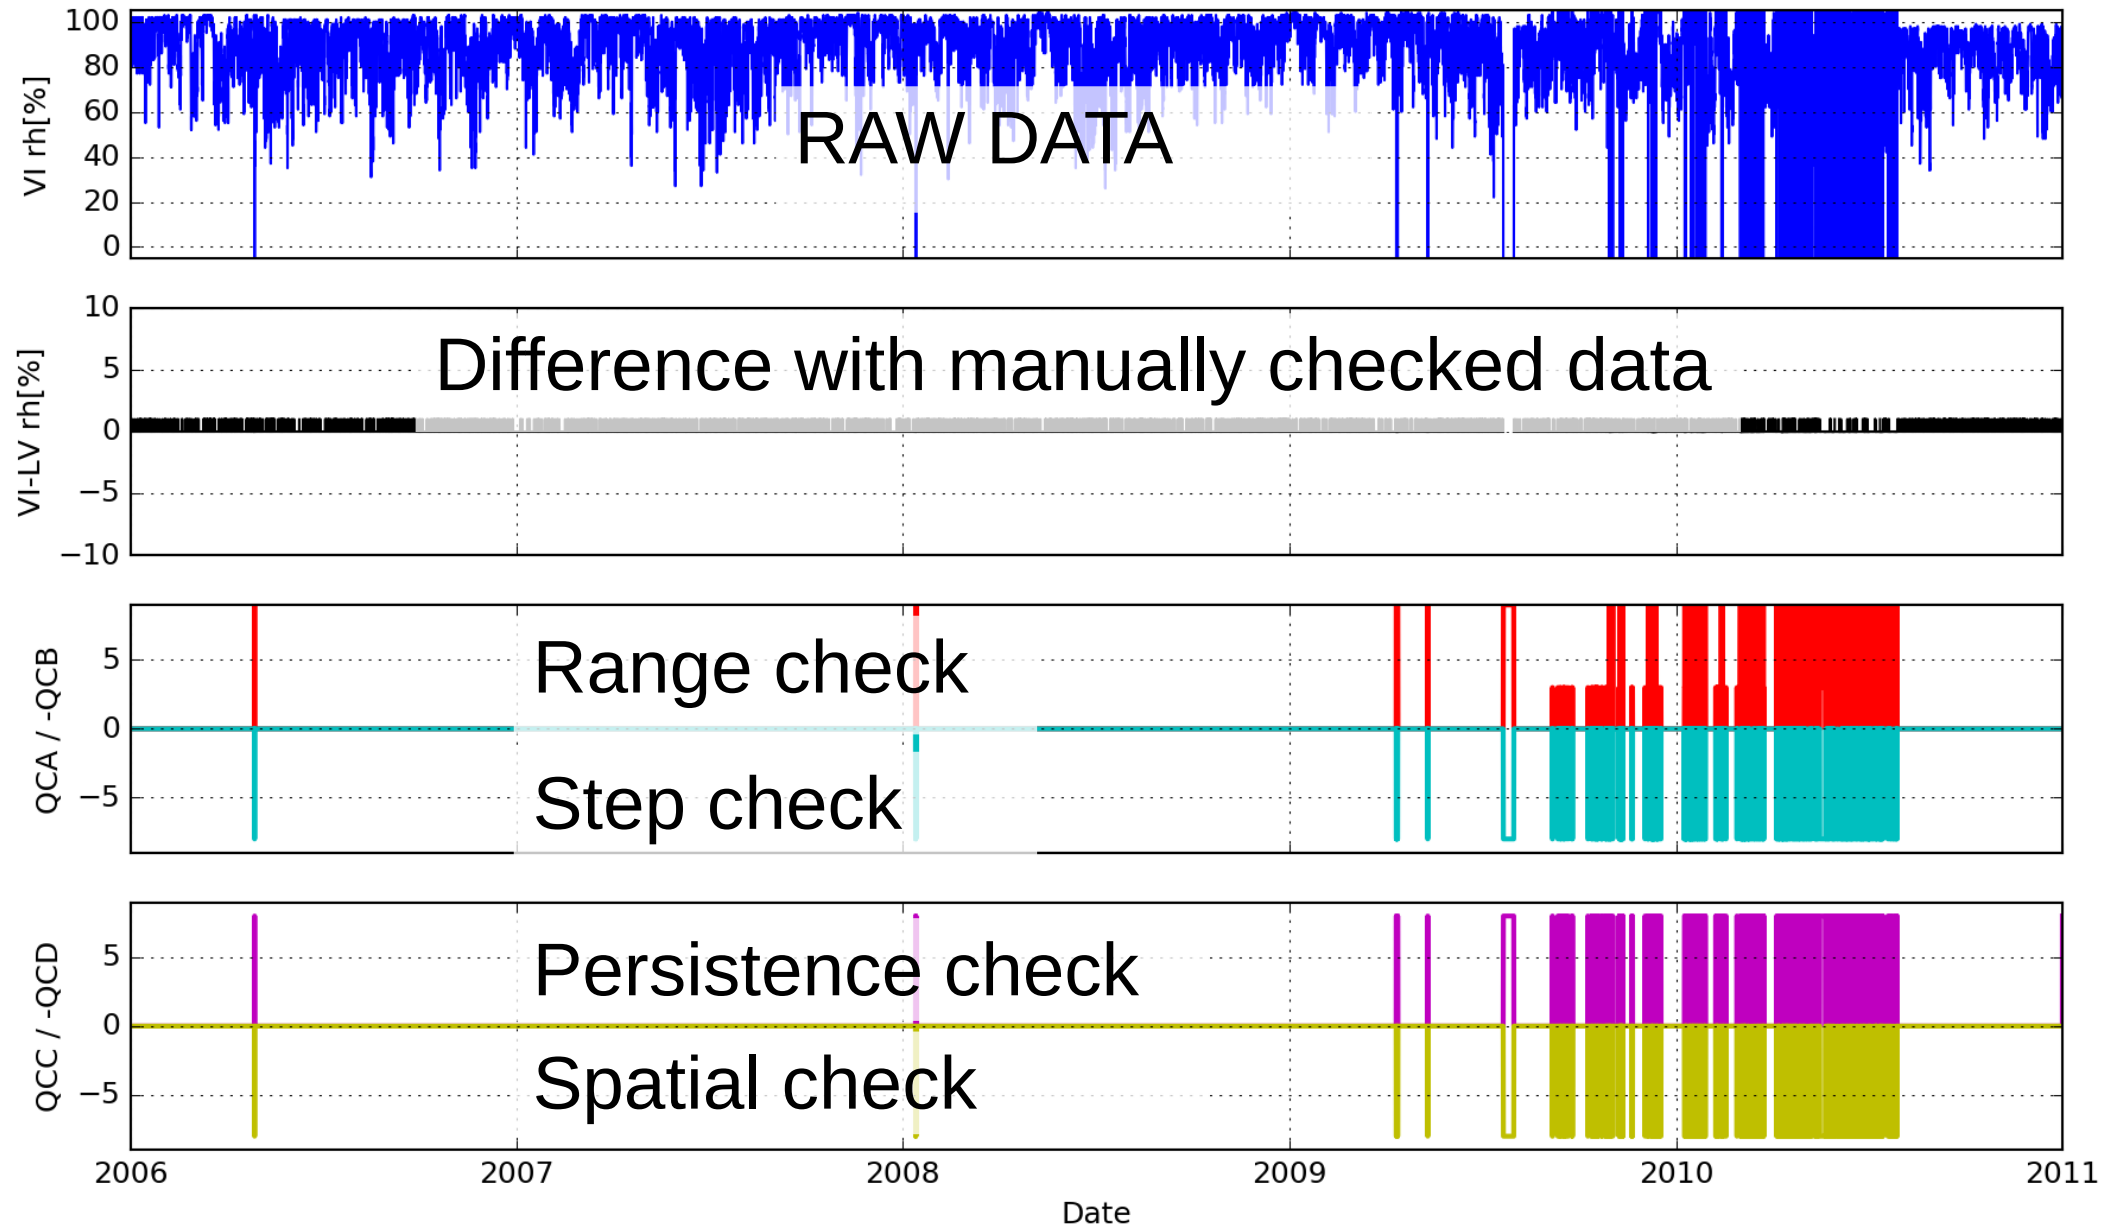 VI rh[%]
100
80
60
40
20
0
RAW DATA
VI-LV rh[%]
10
5
0
−5
−10
Difference with manually checked data
QCA / -QCB
5
0
−5
Range check
Step check
QCC / -QCD
5
0
−5
Persistence check
Spatial check
2006 2007 2008 2009 2010 2011
Date